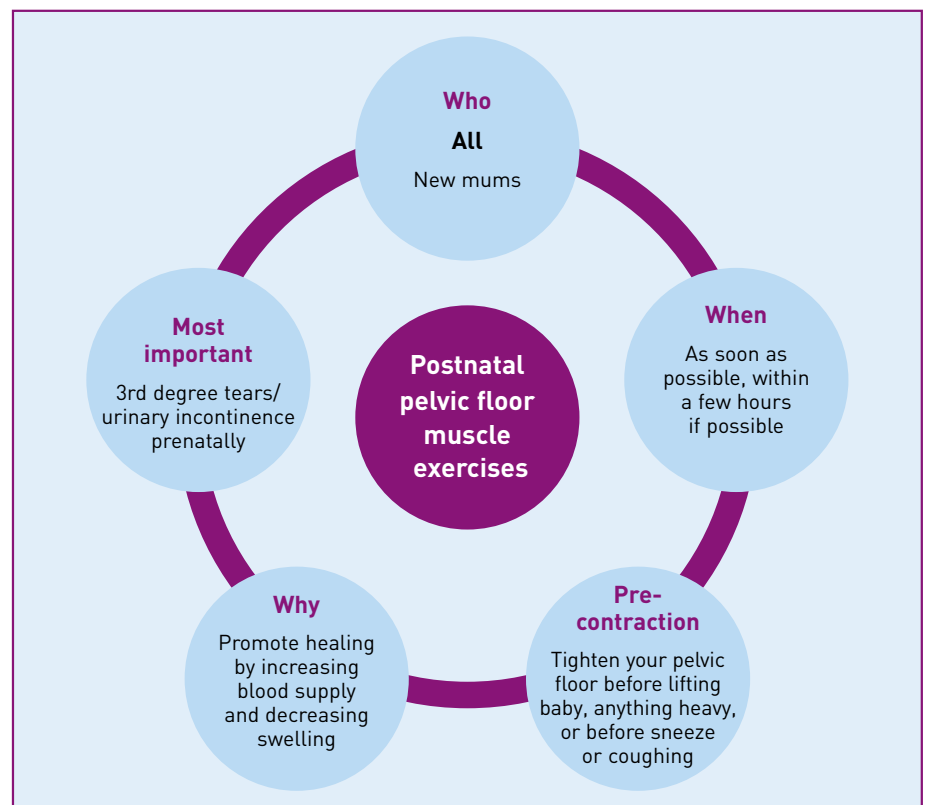 Who
All
New mums
When
As soon as
possible, within
a few hours
if possible
Pre-
contraction
Tighten your pelvic
floor before lifting
baby, anything heavy,
or before sneeze
or coughing
Why
Promote healing
by increasing
blood supply
and decreasing
swelling
Most
important
3rd degree tears/
urinary incontinence
prenatally
Postnatal
pelvic floor
muscle
exercises